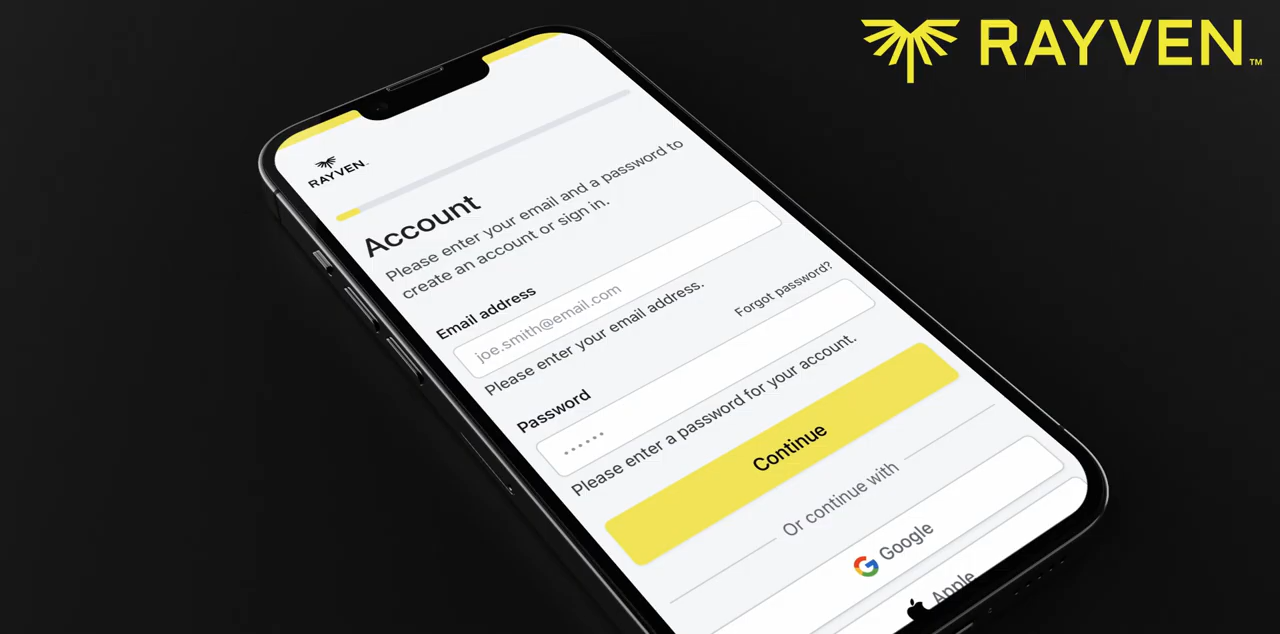 RAYVEN™
RAYVEN™
Account
Please enter your email and a password to
create an account or sign in.
Email address
joe.smith@email.com
Please enter your email address.
Password
Forgot password?
••••••
Please enter a password for your account.
Continue
Or continue with
Google
Apple